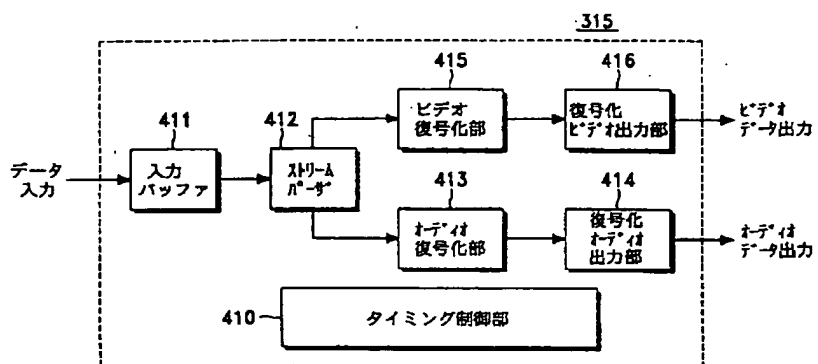 315
415
416
411
412
ビデオ
復号化部
復号化
ビデオ出力部
ビデオ
データ出力
データ
入力
入力
バッファ
ストリーム
パーザ
413
414
オーディオ
復号化部
復号化
オーディオ
出力部
オーディオ
データ出力
410
タイミング制御部